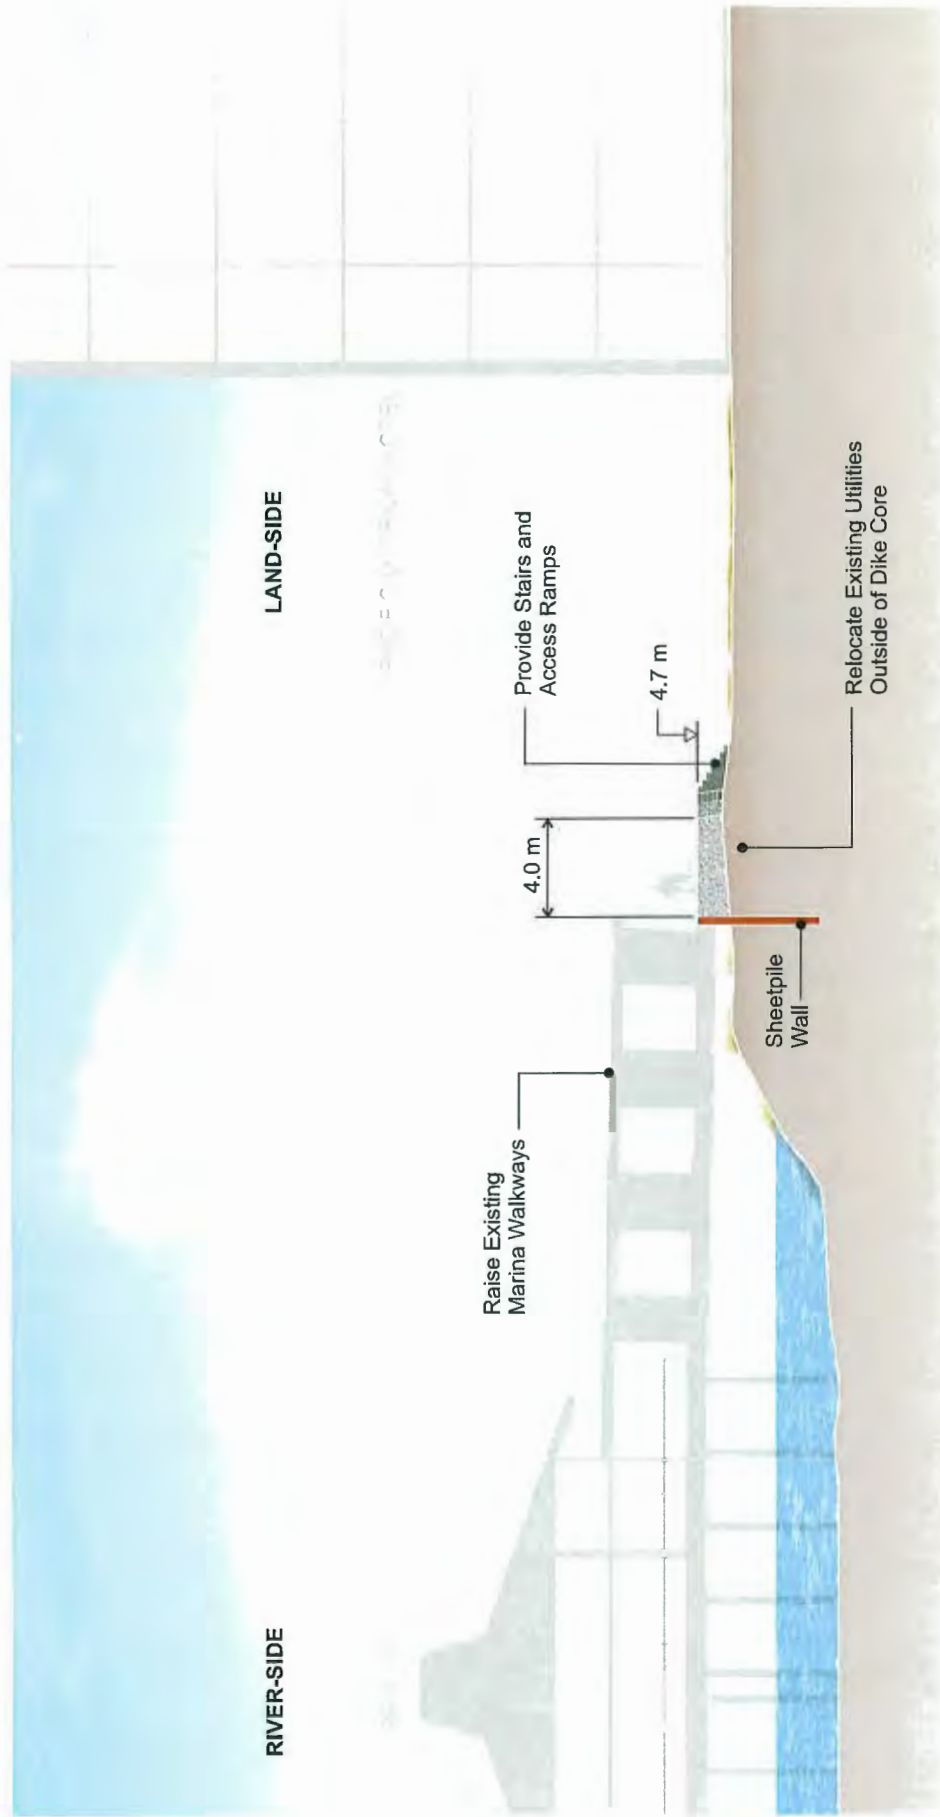 RIVER-SIDE
LAND-SIDE
Raise Existing
Marina Walkways
4.0 m
Provide Stairs and
Access Ramps
4.7 m
Sheetpile
Wall
Relocate Existing Utilities
Outside of Dike Core